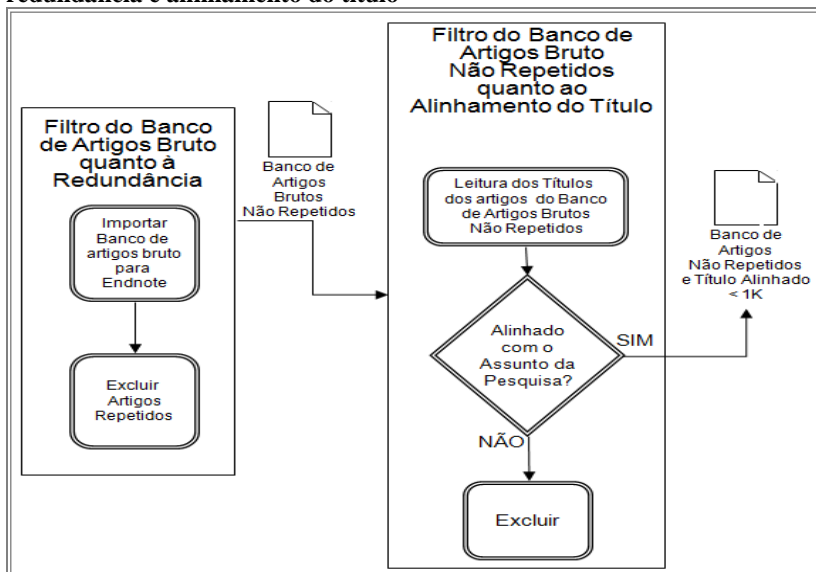 redundância e alinhamento do título
Filtro do Banco
de Artigos Bruto
quanto à
Redundância
Importar
Banco de
artigos bruto
para
Endnote
Excluir
Artigos
Repetidos
Banco de
Artigos
Brutos
Não Repetidos
Filtro do Banco de
Artigos Bruto
Não Repetidos
quanto ao
Alinhamento do Título
Leitura dos Títulos
dos artigos do Banco
de Artigos Brutos
Não Repetidos
Alinhado
com o
Assunto da
Pesquisa?
SIM
NÃO
Excluir
Banco de
Artigos
Não Repetidos
e Título Alinhado
< 1K